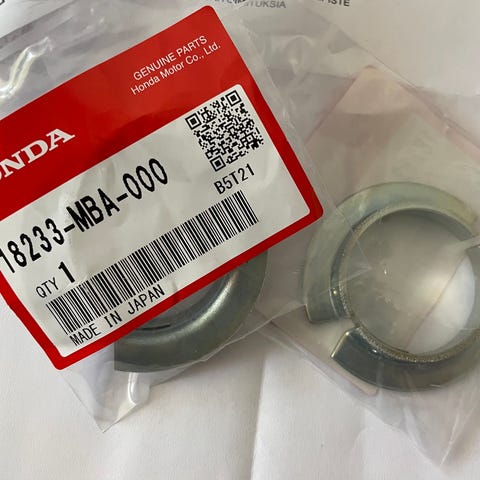 GENUINE PARTS
Honda Motor Co., Ltd.
HONDA
18233-MBA-000
B5T21
QTY 1
MADE IN JAPAN